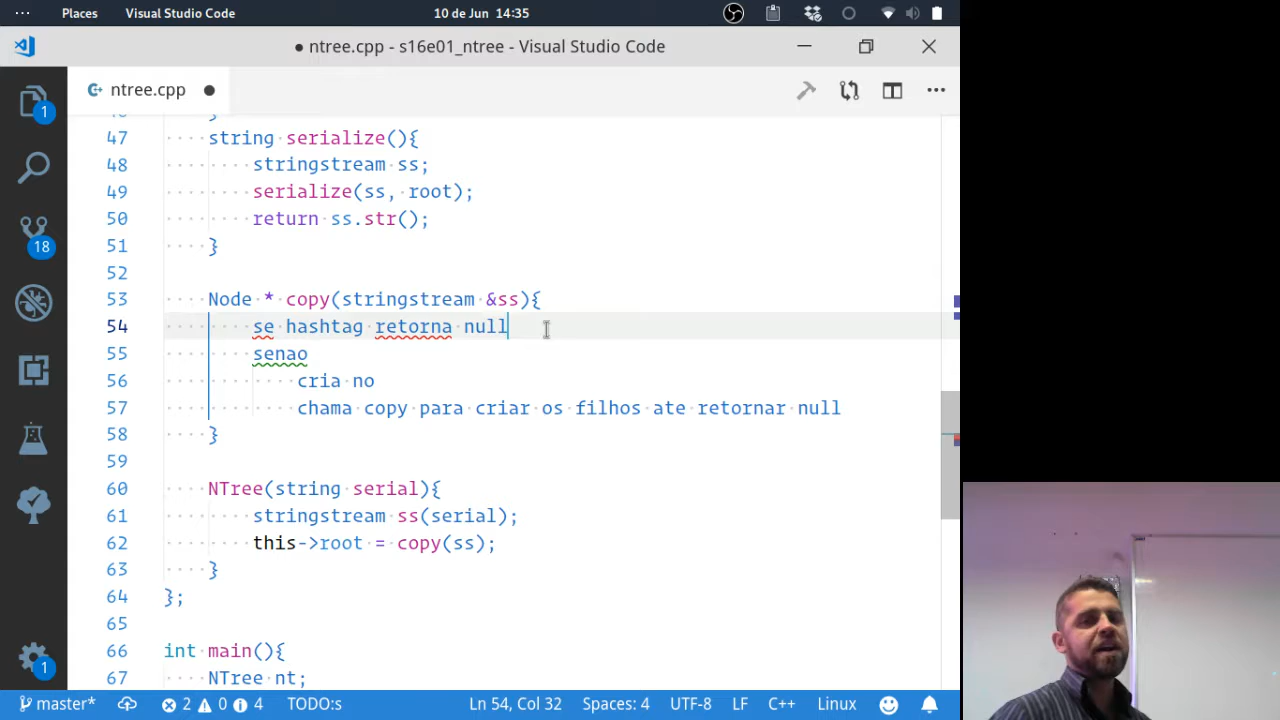 Places Visual Studio Code 10 de Jun 14:35
● ntree.cpp - s16e01_ntree - Visual Studio Code
ntree.cpp
47 string serialize(){
48 stringstream ss;
49 serialize(ss, root);
50 return ss.str();
51 }
52
53 Node * copy(stringstream &ss){
54 se hashtag retorna null
55 senao
56 cria no
57 chama copy para criar os filhos ate retornar null
58 }
59
60 NTree(string serial){
61 stringstream ss(serial);
62 this->root = copy(ss);
63 }
64 };
65
66 int main(){
67 NTree nt;
1
18
1
master* 2 0 4 TODO:s Ln 54, Col 32 Spaces: 4 UTF-8 LF C++ Linux